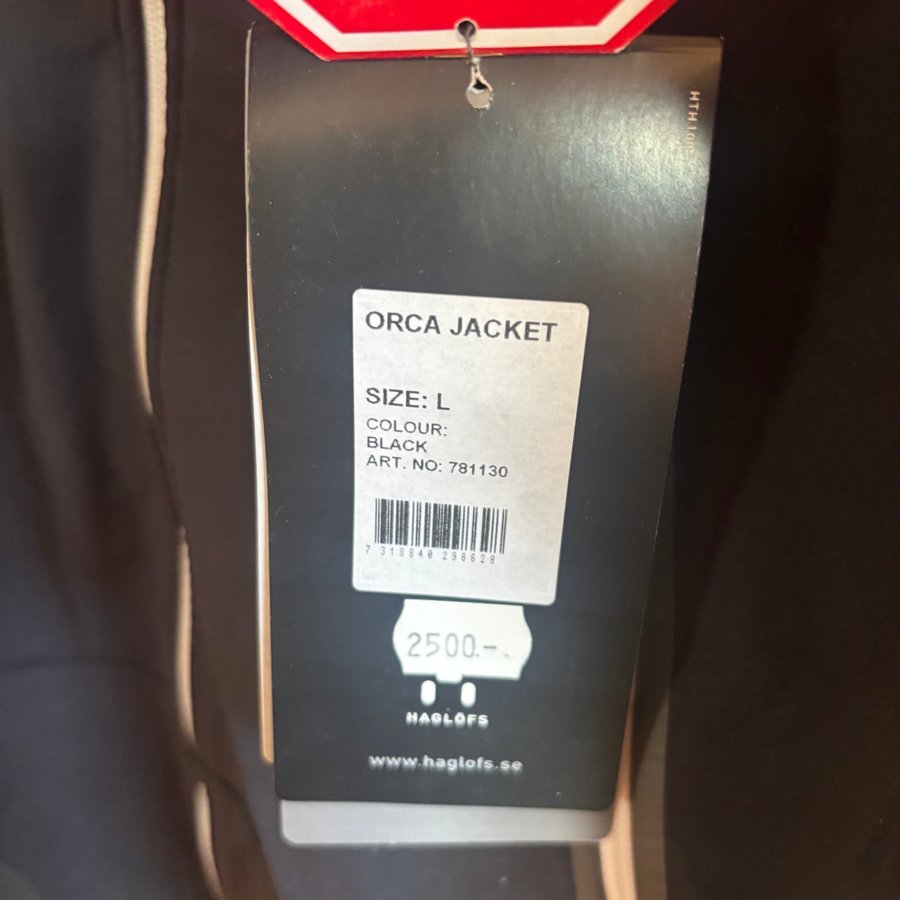 ORCA JACKET
SIZE: L
COLOUR:
BLACK
ART. NO: 781130
7 318840 298628
2500.-
HAGLÖFS
www.haglofs.se